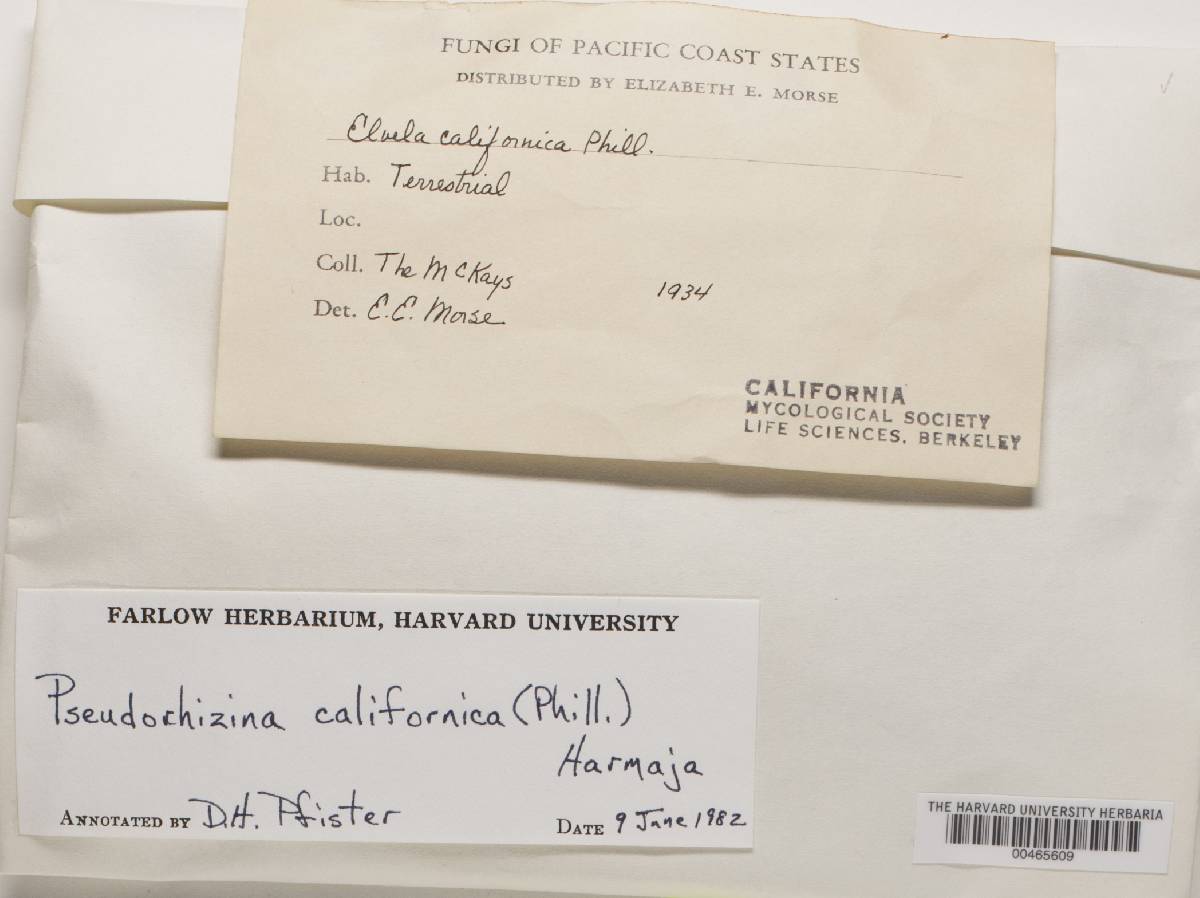 FUNGI OF PACIFIC COAST STATES
DISTRIBUTED BY ELIZABETH E. MORSE
Elvela californica Phill.
Hab. Terrestrial
Loc.
Coll. The McKays 1934
Det. E.E. Morse
CALIFORNIA
MYCOLOGICAL SOCIETY
LIFE SCIENCES, BERKELEY
FARLOW HERBARIUM, HARVARD UNIVERSITY
Pseudorhizina californica (Phill.)
Harmaja
ANNOTATED BY D.H. Pfister DATE 9 June 1982
THE HARVARD UNIVERSITY HERBARIA
00465609